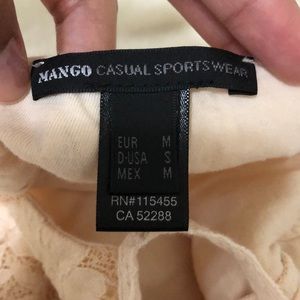 MANGO CASUAL SPORTSWEAR
EUR M
D·USA S
MEX M
RN#115455
CA 52288